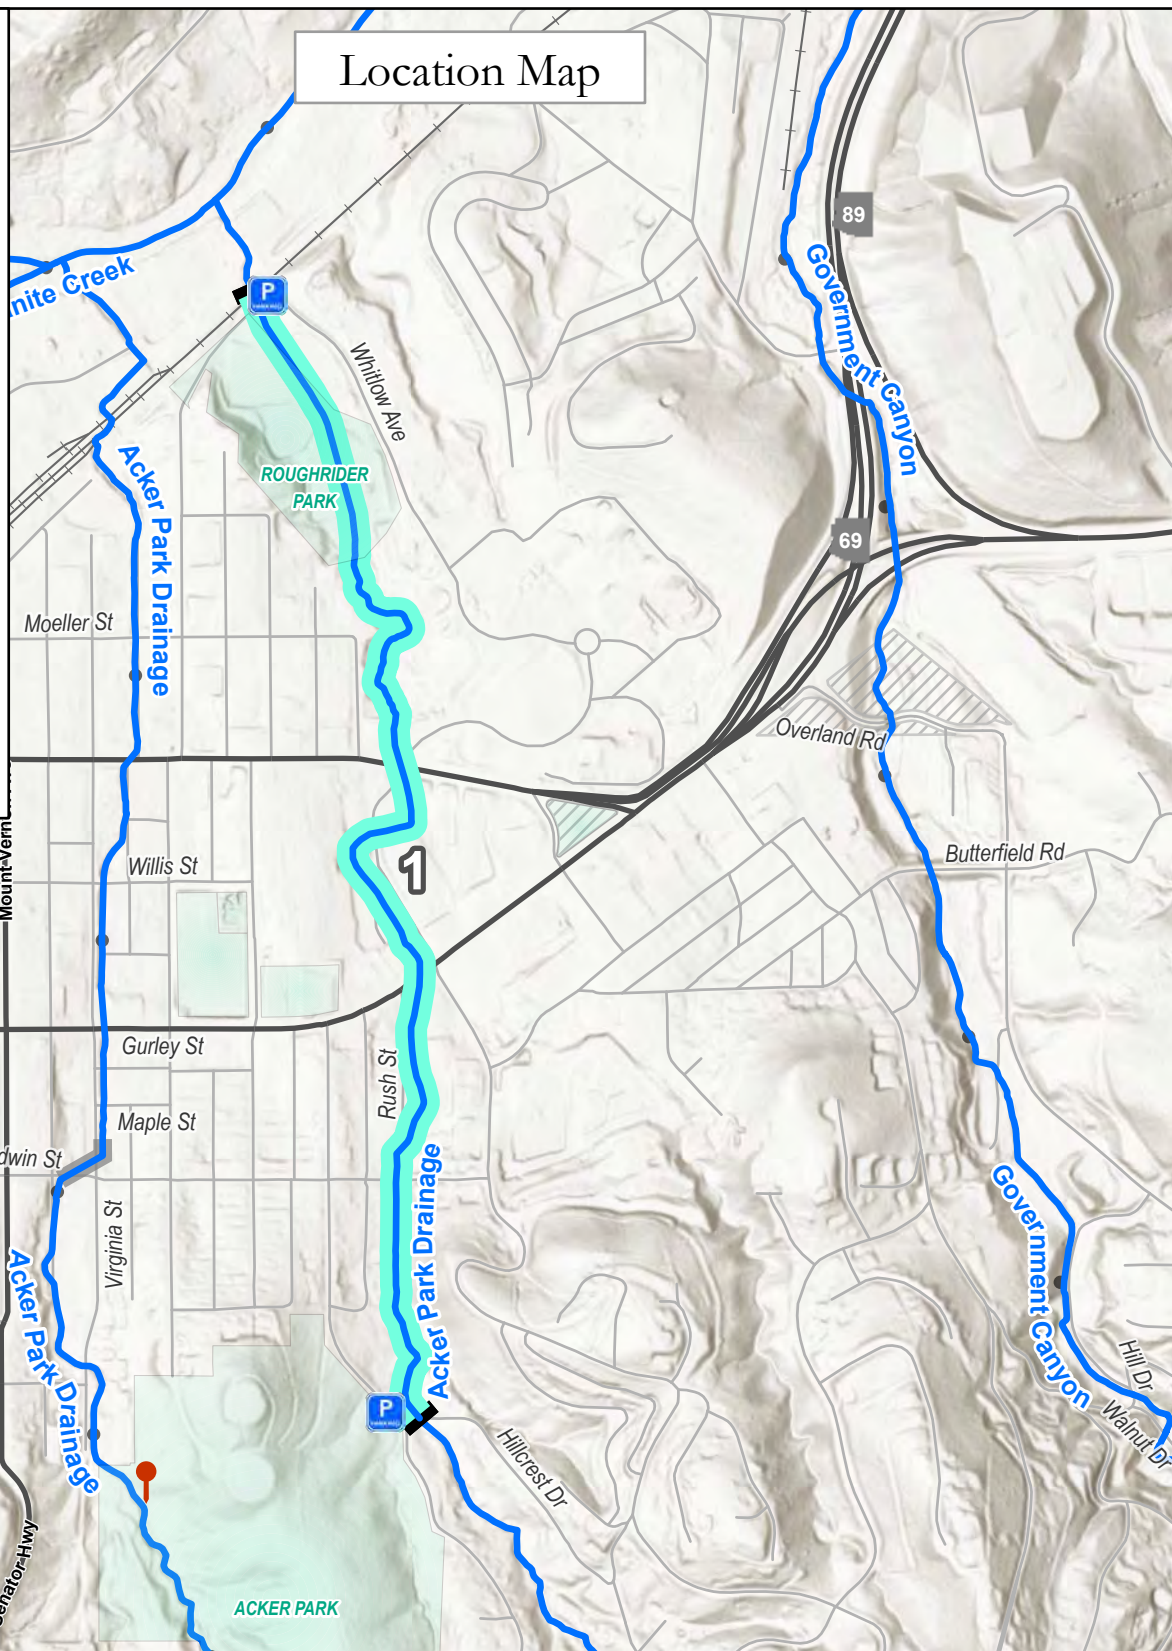 Location Map
89
nite Creek
P
Government Canyon
Whitlow Ave
Acker Park Drainage
ROUGHRIDER
PARK
69
Moeller St
Overland Rd
Mount Vern
1
Willis St
Butterfield Rd
Gurley St
Rush St
Maple St
dwin St
Virginia St
Acker Park Drainage
Government Canyon
Acker Park Drainage
Hill Dr
Walnut Dr
P
Hillcrest Dr
enator Hwy
ACKER PARK